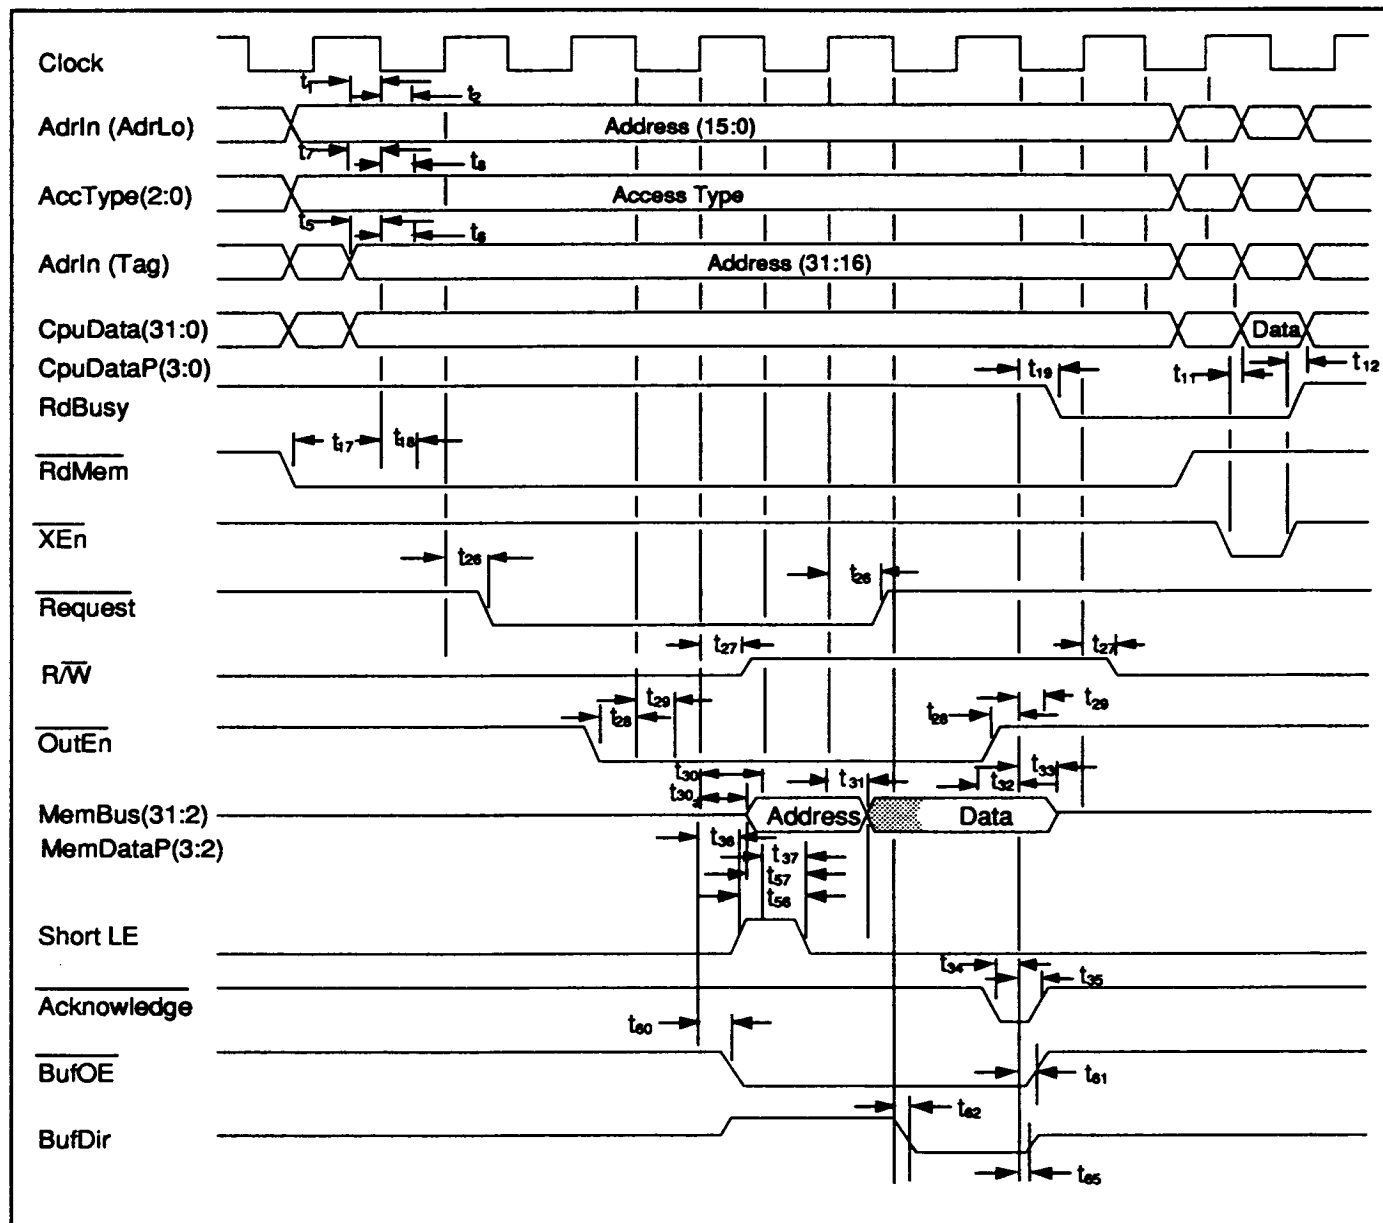 Clock
t1
t2
AdrIn (AdrLo)
Address (15:0)
t7
t8
AccType(2:0)
Access Type
t5
t6
AdrIn (Tag)
Address (31:16)
CpuData(31:0)
Data
CpuDataP(3:0)
t19
t11
t12
RdBusy
t17
t18
RdMem
XEn
t26
t26
Request
t27
t27
R/W
t28
t29
t28
t29
OutEn
t30
t31
t32
t33
t30a
MemBus(31:2)
Address
Data
MemDataP(3:2)
t36
t37
t57
t56
Short LE
t34
t35
Acknowledge
t60
BufOE
t61
t62
BufDir
t65